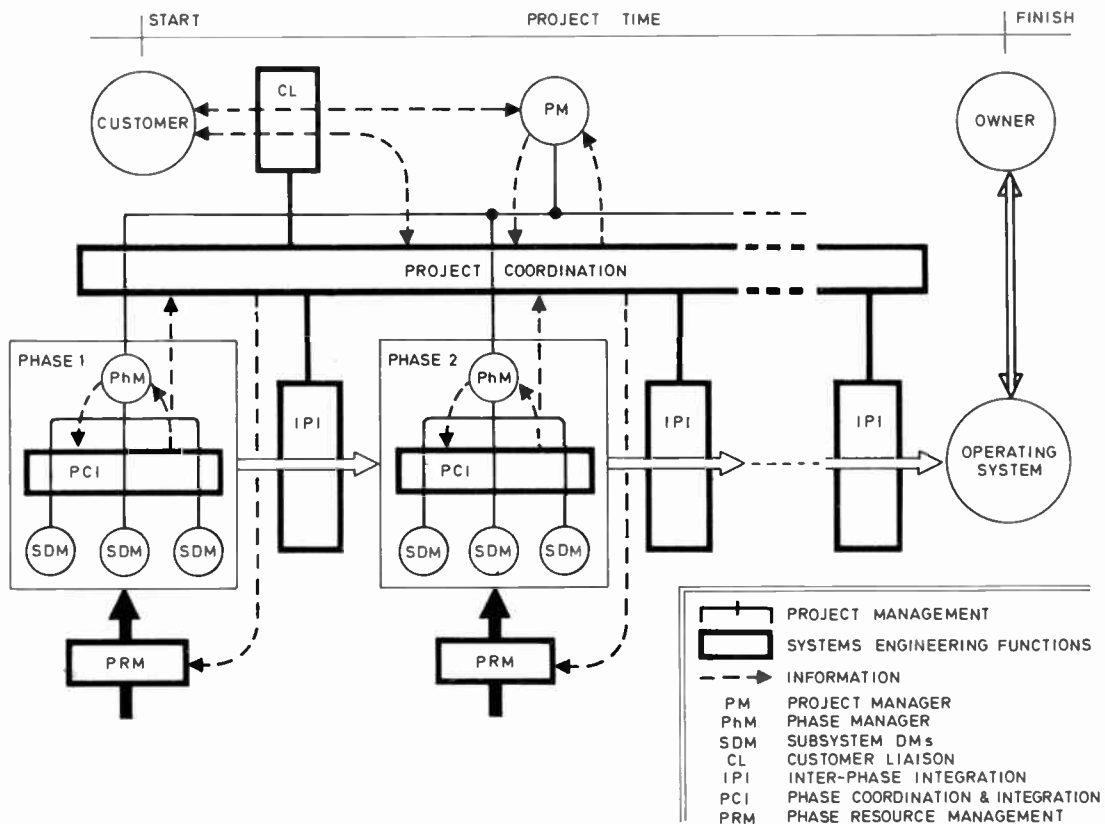 START PROJECT TIME FINISH
CUSTOMER
CL
PM
OWNER
PROJECT COORDINATION
PHASE 1
PhM
PCI
SDM SDM SDM
PRM
IPI
PHASE 2
PhM
PCI
SDM SDM SDM
PRM
IPI
IPI
OPERATING
SYSTEM
PROJECT MANAGEMENT
SYSTEMS ENGINEERING FUNCTIONS
INFORMATION
PM PROJECT MANAGER
PhM PHASE MANAGER
SDM SUBSYSTEM DMs
CL CUSTOMER LIAISON
IPI INTER-PHASE INTEGRATION
PCI PHASE COORDINATION & INTEGRATION
PRM PHASE RESOURCE MANAGEMENT